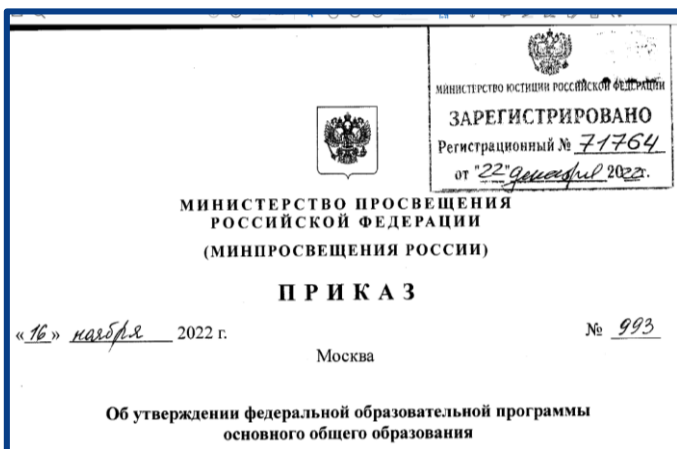 МИНИСТЕРСТВО ЮСТИЦИИ РОССИЙСКОЙ ФЕДЕРАЦИИ
ЗАРЕГИСТРИРОВАНО
Регистрационный № 71764
от "22" декабря 2022г.
МИНИСТЕРСТВО ПРОСВЕЩЕНИЯ
РОССИЙСКОЙ ФЕДЕРАЦИИ
(МИНПРОСВЕЩЕНИЯ РОССИИ)
ПРИКАЗ
«16» ноября 2022 г.
№ 993
Москва
Об утверждении федеральной образовательной программы
основного общего образования